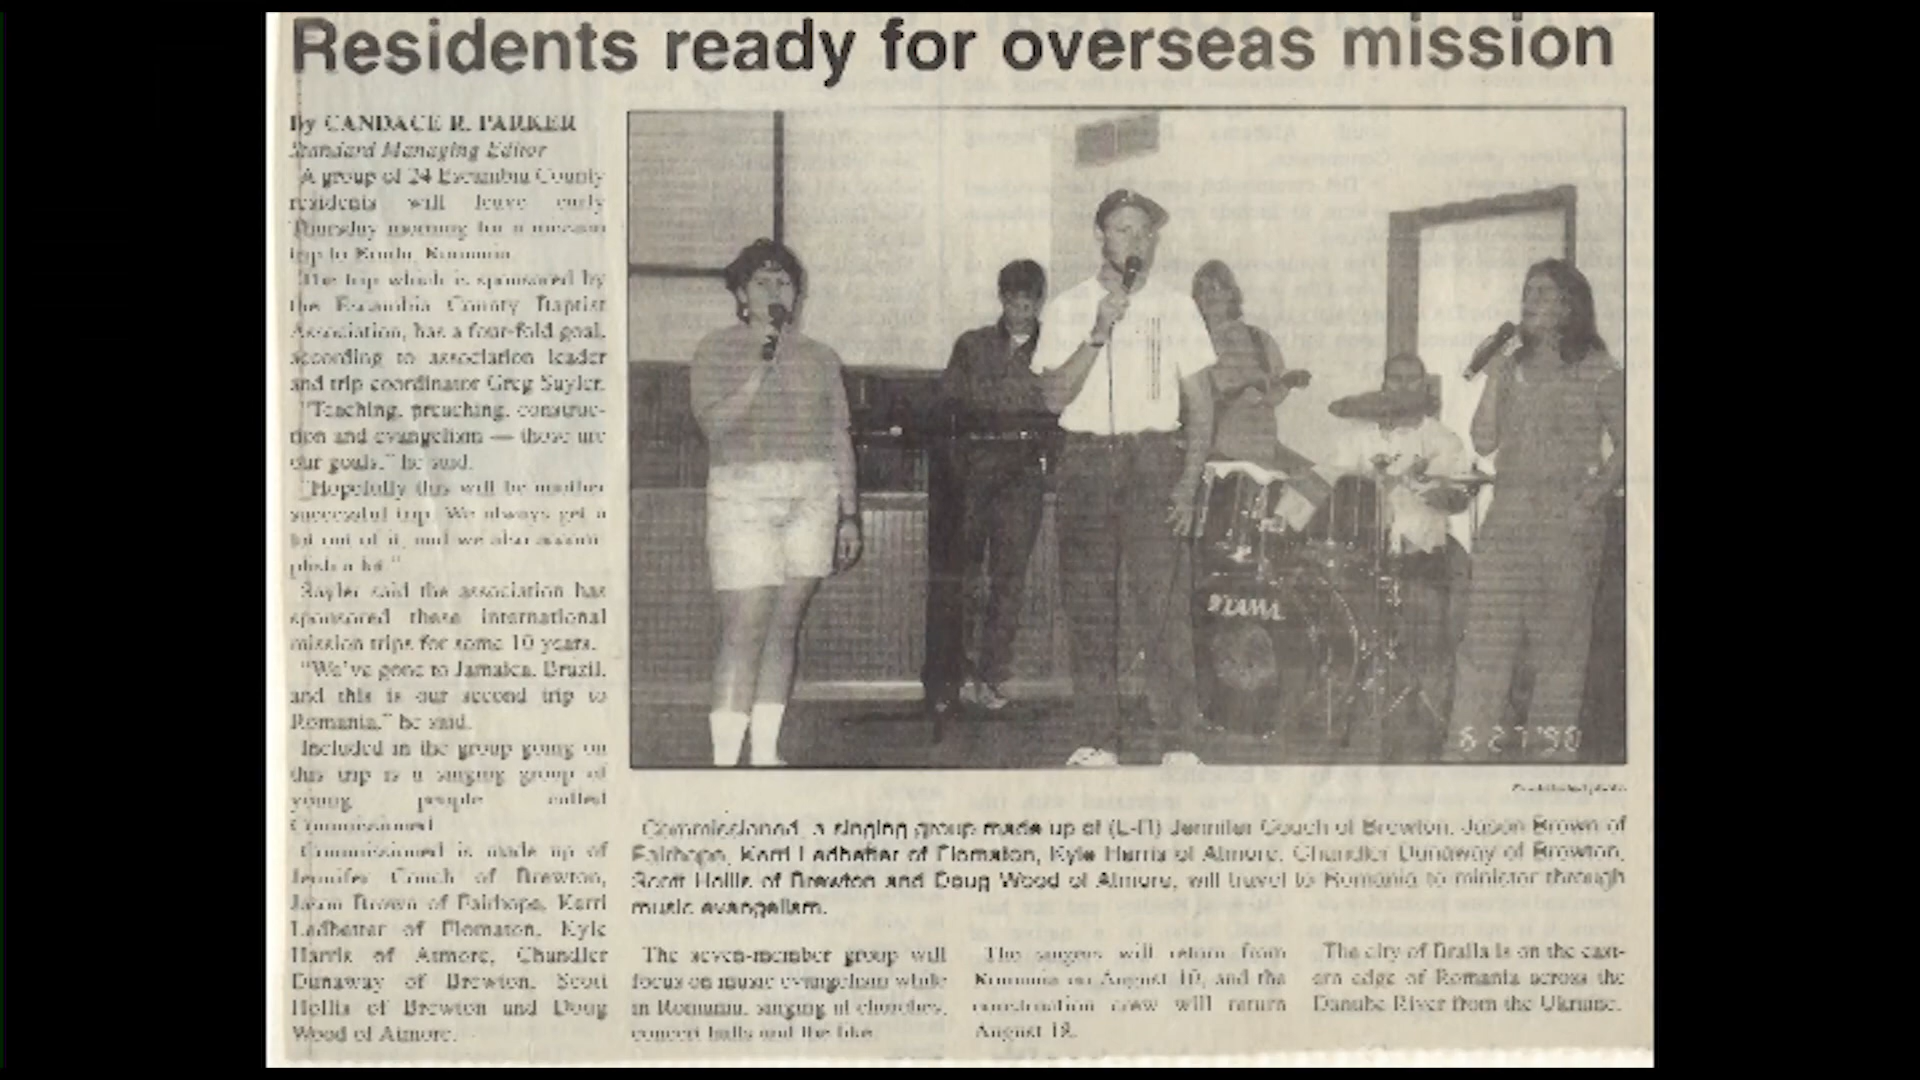 Residents ready for overseas mission
By CANDACE R. PARKER
Standard Managing Editor
A group of 24 Escambia County
residents will leave early
Thursday morning for a mission
trip to Romania.
The trip which is sponsored by
the Escambia County Baptist
Association, has a four-fold goal,
according to association leader
and trip coordinator Greg Sayler.
"Teaching, preaching, construc-
tion and evangelism — those are
our goals," he said.
"Hopefully this will be another
successful trip. We always get a
lot out of it, and we also accom-
plish a lot."
Sayler said the association has
sponsored these international
mission trips for some 10 years.
"We've gone to Jamaica, Brazil,
and this is our second trip to
Romania," he said.
Included in the group going on
this trip is a singing group of
young people called
Commissioned.
Commissioned is made up of
Jennifer Couch of Brewton,
Jason Brown of Fairhope, Kerri
Ledbetter of Flomaton, Kyle
Harris of Atmore, Chandler
Dunaway of Brewton, Scott
Hollis of Brewton and Doug
Wood of Atmore.
TAMA
Commissioned, a singing group made up of (L-R) Jennifer Couch of Brewton, Jason Brown of
Fairhope, Kerri Ledbetter of Flomaton, Kyle Harris of Atmore, Chandler Dunaway of Brewton,
Scott Hollis of Brewton and Doug Wood of Atmore, will travel to Romania to minister through
music evangelism.
The seven-member group will
focus on music evangelism while
in Romania, singing at churches,
concert halls and the like.
The singers will return from
Romania on August 10, and the
construction crew will return
August 18.
The city of Braila is on the east-
ern edge of Romania across the
Danube River from the Ukraine.